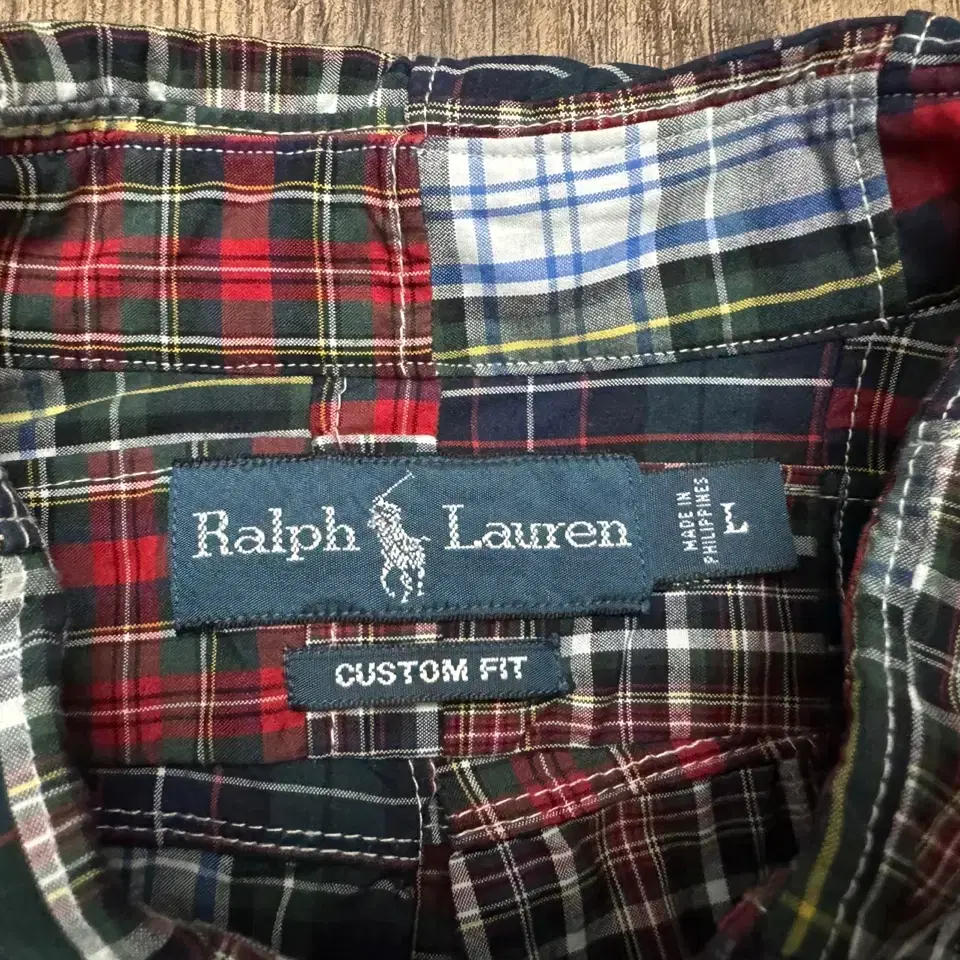 Ralph Lauren
MADE IN
PHILIPPINES
L
CUSTOM FIT